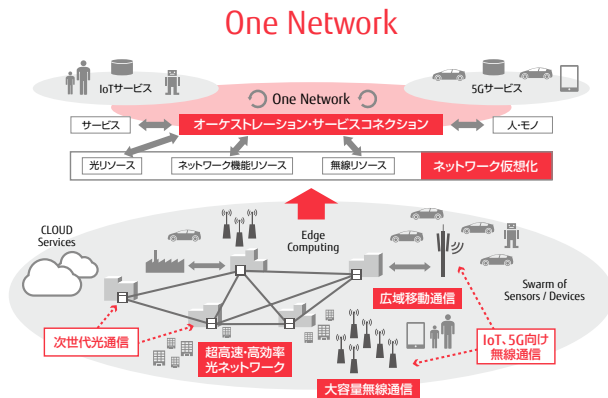 One Network
IoTサービス
5Gサービス
One Network
サービス
オーケストレーション・サービスコネクション
人・モノ
光リソース
ネットワーク機能リソース
無線リソース
ネットワーク仮想化
CLOUD
Services
Edge
Computing
広域移動通信
Swarm of
Sensors / Devices
次世代光通信
超高速・高効率
光ネットワーク
IoT、5G向け
無線通信
大容量無線通信